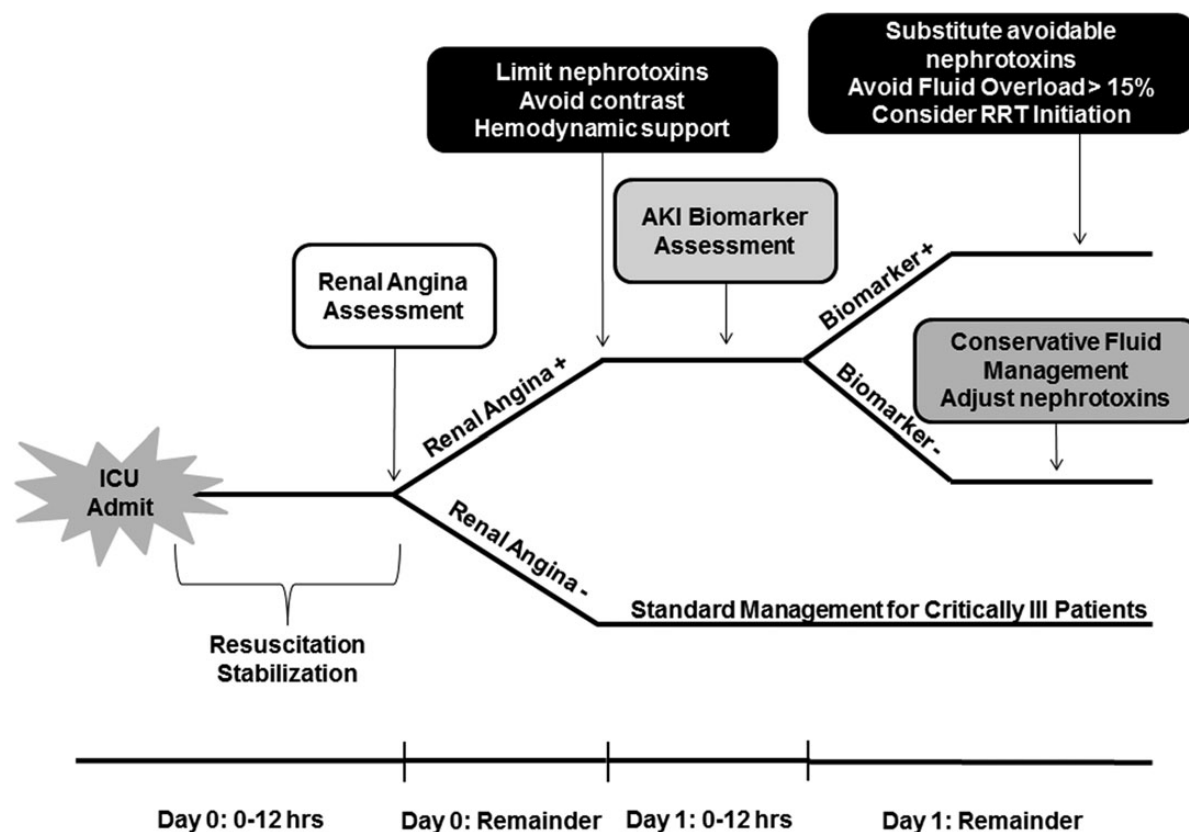 Substitute avoidable
nephrotoxins
Avoid Fluid Overload > 15%
Consider RRT Initiation
Limit nephrotoxins
Avoid contrast
Hemodynamic support
AKI Biomarker
Assessment
Renal Angina
Assessment
Biomarker +
Conservative Fluid
Management
Adjust nephrotoxins
Biomarker -
Renal Angina +
ICU
Admit
Renal Angina -
Standard Management for Critically Ill Patients
Resuscitation
Stabilization
Day 0: 0-12 hrs
Day 0: Remainder
Day 1: 0-12 hrs
Day 1: Remainder